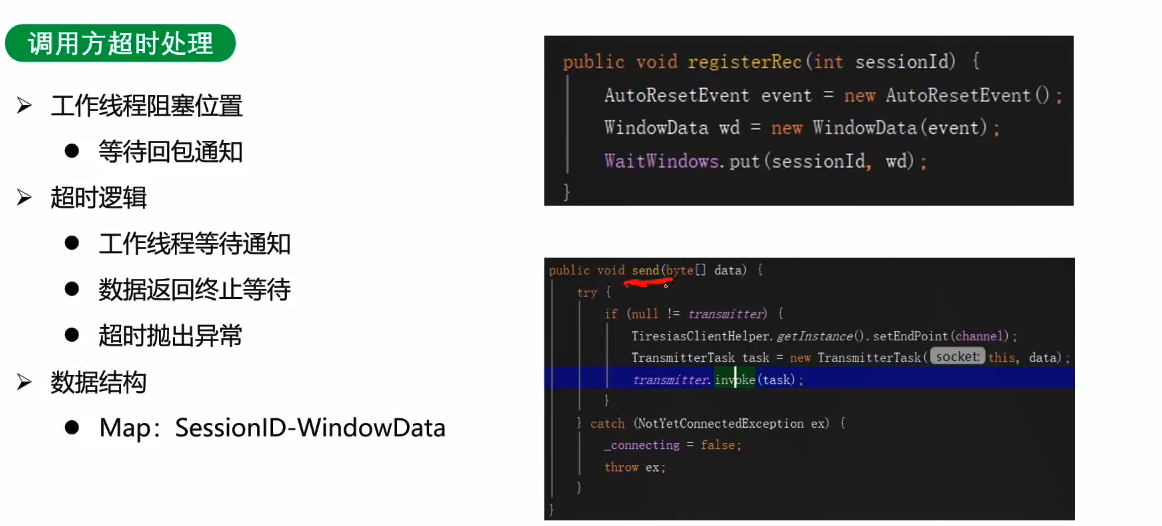 调用方超时处理
➢ 工作线程阻塞位置
● 等待回包通知
➢ 超时逻辑
● 工作线程等待通知
● 数据返回终止等待
● 超时抛出异常
➢ 数据结构
● Map：SessionID-WindowData
public void registerRec(int sessionId) {
AutoResetEvent event = new AutoResetEvent();
WindowData wd = new WindowData(event);
WaitWindows.put(sessionId, wd);
}
public void send(byte[] data) {
try {
if (null != transmitter) {
TiresiasClientHelper.getInstance().setEndPoint(channel);
TransmitterTask task = new TransmitterTask( socket: this, data);
transmitter.invoke(task);
}
} catch (NotYetConnectedException ex) {
_connecting = false;
throw ex;
}
}